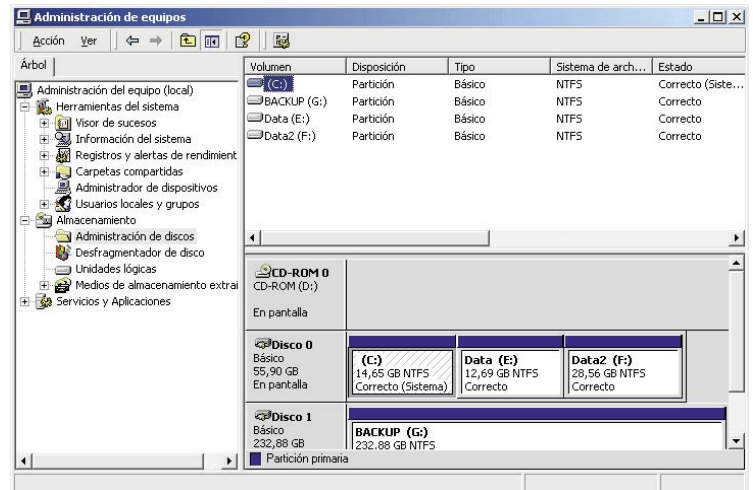 Administración de equipos
Acción Ver
Árbol
Administración del equipo (local)
Herramientas del sistema
Visor de sucesos
Información del sistema
Registros y alertas de rendimient
Carpetas compartidas
Administrador de dispositivos
Usuarios locales y grupos
Almacenamiento
Administración de discos
Desfragmentador de disco
Unidades lógicas
Medios de almacenamiento extrai
Servicios y Aplicaciones
Volumen Disposición Tipo Sistema de arch... Estado
(C:) Partición Básico NTFS Correcto (Siste...
BACKUP (G:) Partición Básico NTFS Correcto
Data (E:) Partición Básico NTFS Correcto
Data2 (F:) Partición Básico NTFS Correcto
CD-ROM 0
CD-ROM (D:)
En pantalla
Disco 0
Básico
55,90 GB
En pantalla
(C:)
14,65 GB NTFS
Correcto (Sistema)
Data (E:)
12,69 GB NTFS
Correcto
Data2 (F:)
28,56 GB NTFS
Correcto
Disco 1
Básico
232,88 GB
BACKUP (G:)
232.88 GB NTFS
Partición primaria